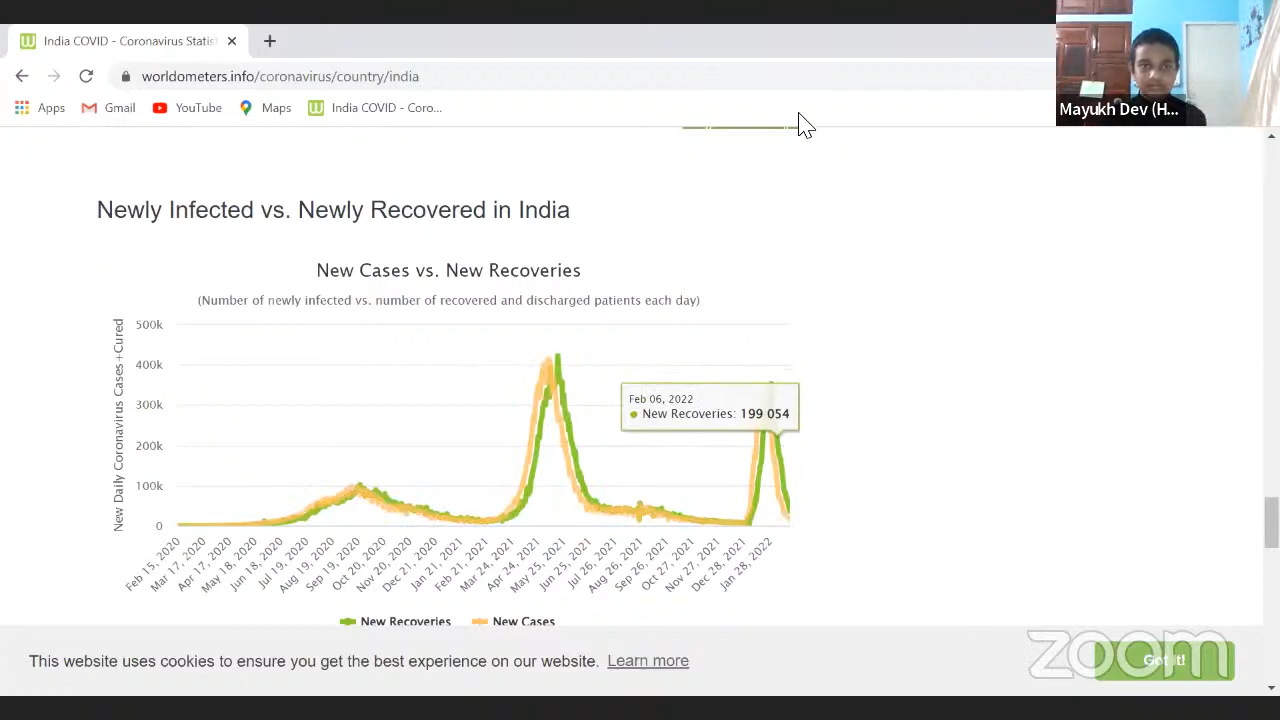 India COVID - Coronavirus Statis
worldometers.info/coronavirus/country/india
Apps
Gmail
YouTube
Maps
India COVID - Coro...
Mayukh Dev (H...
Newly Infected vs. Newly Recovered in India
New Cases vs. New Recoveries
(Number of newly infected vs. number of recovered and discharged patients each day)
New Daily Coronavirus Cases+Cured
500k
400k
300k
200k
100k
0
Feb 06, 2022
New Recoveries: 199 054
Feb 15, 2020
Mar 17, 2020
Apr 17, 2020
May 18, 2020
Jun 18, 2020
Jul 19, 2020
Aug 19, 2020
Sep 19, 2020
Oct 20, 2020
Nov 20, 2020
Dec 21, 2020
Jan 21, 2021
Feb 21, 2021
Mar 24, 2021
Apr 24, 2021
May 25, 2021
Jun 25, 2021
Jul 26, 2021
Aug 26, 2021
Sep 26, 2021
Oct 27, 2021
Nov 27, 2021
Dec 28, 2021
Jan 28, 2022
New Recoveries
New Cases
This website uses cookies to ensure you get the best experience on our website. Learn more
Got it!
zoom